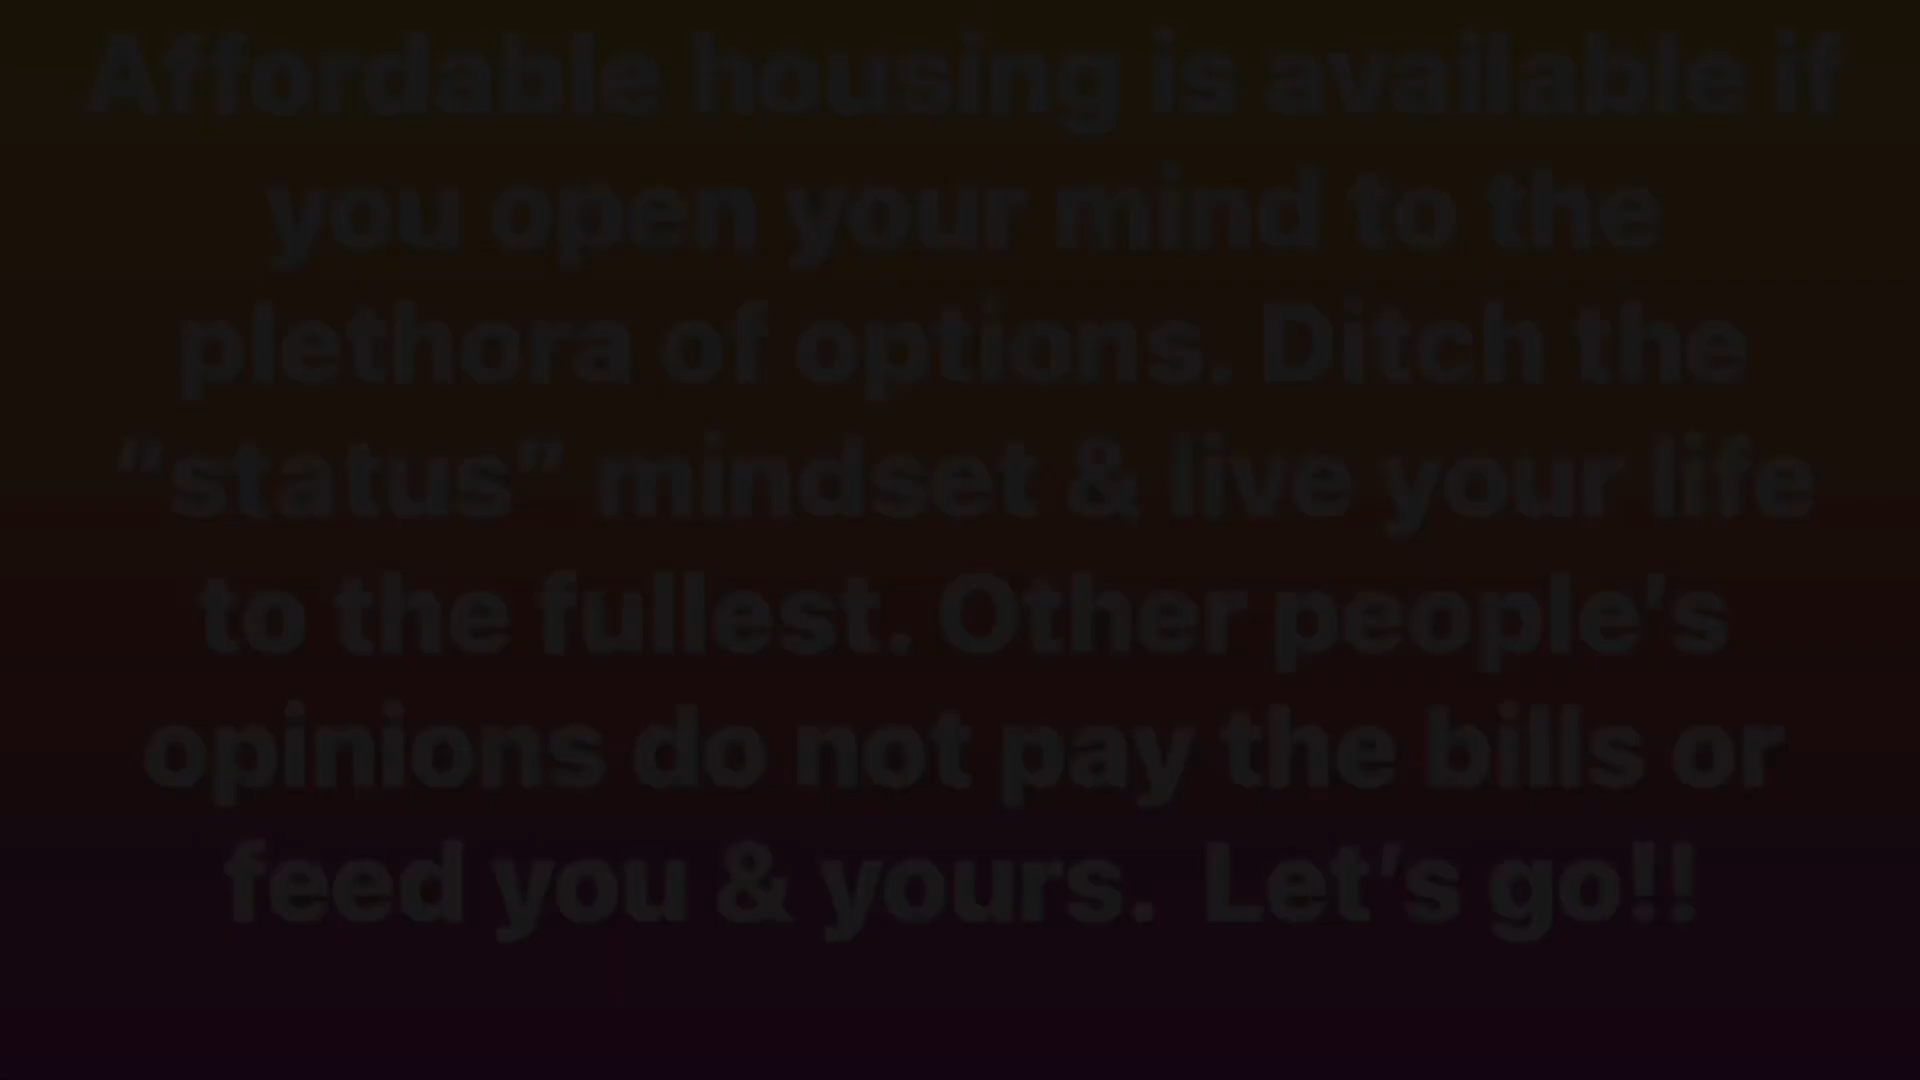 Affordable housing is available if
you open your mind to the
plethora of options. Ditch the
“status” mindset & live your life
to the fullest. Other people’s
opinions do not pay the bills or
feed you & yours. Let’s go!!